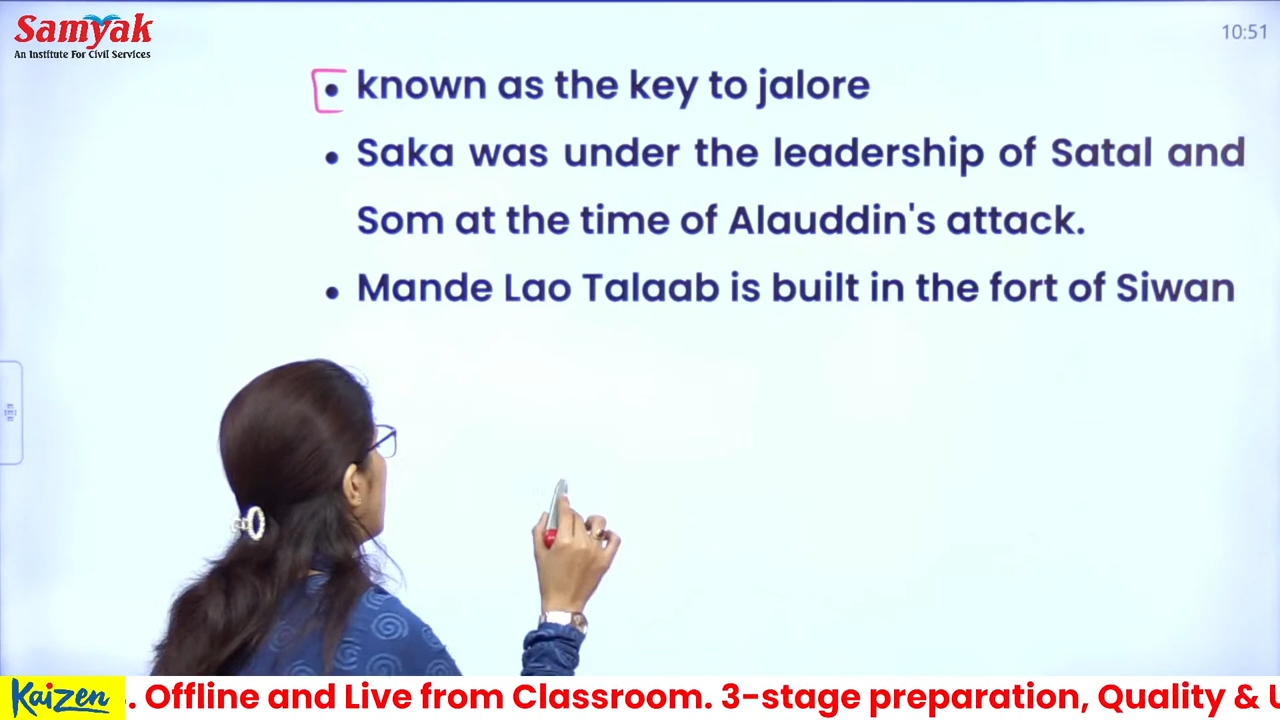 Samyak
An Institute For Civil Services
10:51
• known as the key to jalore
• Saka was under the leadership of Satal and
Som at the time of Alauddin's attack.
• Mande Lao Talaab is built in the fort of Siwan
Kaizen
. Offline and Live from Classroom. 3-stage preparation, Quality & U